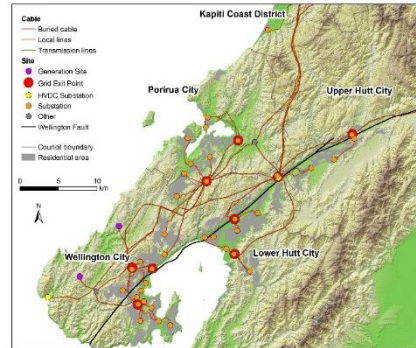 Kapiti Coast District
Cable
Buried cable
Local lines
Transmission lines
Site
Generation Site
Grid Exit Point
HVDC Substation
Substation
Other
Wellington Fault
Council boundary
Residential area
0 5 10
km
N
Porirua City
Upper Hutt City
Wellington City
Lower Hutt City